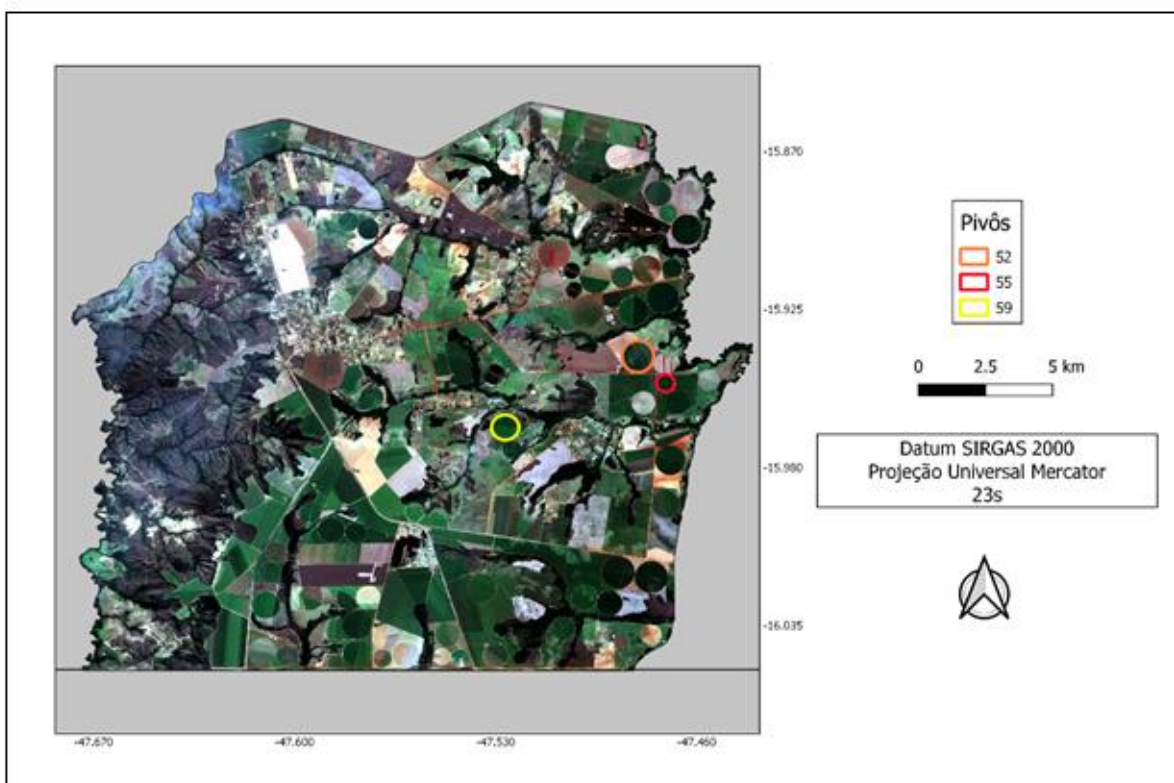 -15.870
-15.925
-15.980
-16.035
-47.670
-47.600
-47.530
-47.460
Pivôs
52
55
59
0
2.5
5 km
Datum SIRGAS 2000
Projeção Universal Mercator
23s